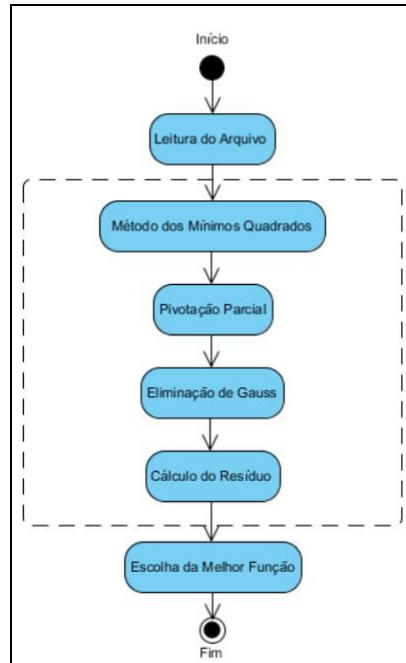 Início
Leitura do Arquivo
Método dos Mínimos Quadrados
Pivotação Parcial
Eliminação de Gauss
Cálculo do Resíduo
Escolha da Melhor Função
Fim